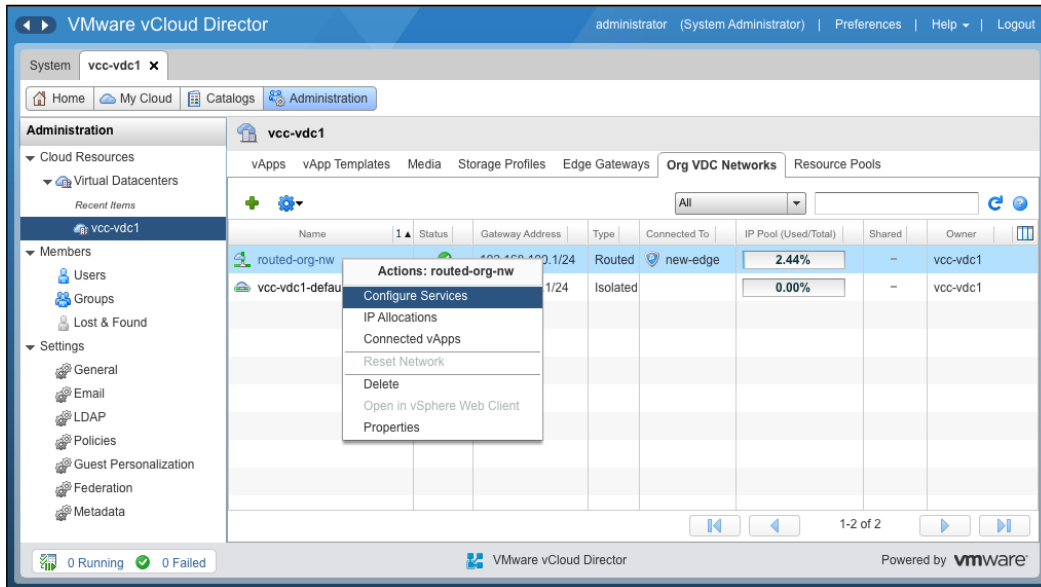 VMware vCloud Director
administrator (System Administrator) | Preferences | Help | Logout
System vcc-vdc1
Home My Cloud Catalogs Administration
Administration
Cloud Resources
Virtual Datacenters
Recent Items
vcc-vdc1
Members
Users
Groups
Lost & Found
Settings
General
Email
LDAP
Policies
Guest Personalization
Federation
Metadata
vcc-vdc1
vApps vApp Templates Media Storage Profiles Edge Gateways Org VDC Networks Resource Pools
All
Name 1 Status Gateway Address Type Connected To IP Pool (Used/Total) Shared Owner
routed-org-nw Routed new-edge 2.44% – vcc-vdc1
vcc-vdc1-defau 1/24 Isolated 0.00% – vcc-vdc1
Actions: routed-org-nw
Configure Services
IP Allocations
Connected vApps
Reset Network
Delete
Open in vSphere Web Client
Properties
1-2 of 2
0 Running 0 Failed
VMware vCloud Director
Powered by vmware